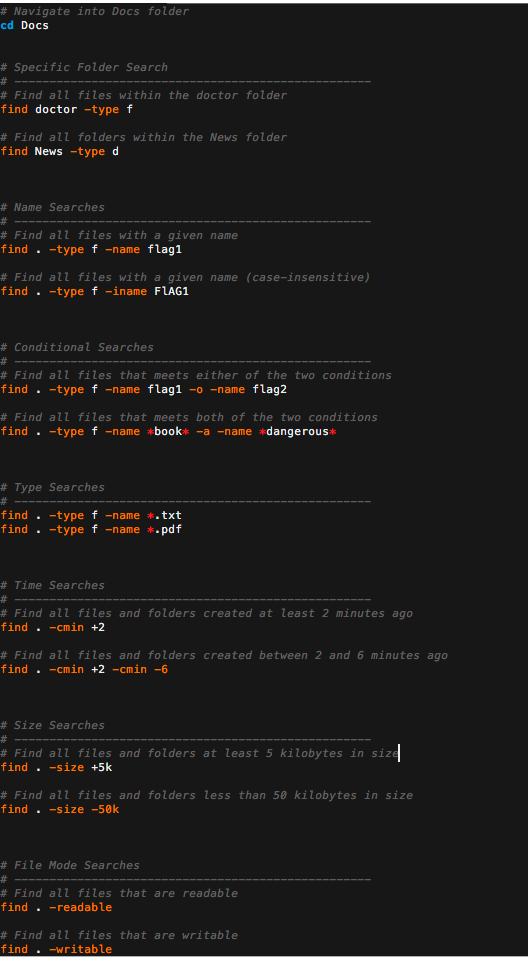 # Navigate into Docs folder
cd Docs
# Specific Folder Search
# ---------------------------------------------------
# Find all files within the doctor folder
find doctor -type f
# Find all folders within the News folder
find News -type d
# Name Searches
# ---------------------------------------------------
# Find all files with a given name
find . -type f -name flag1
# Find all files with a given name (case-insensitive)
find . -type f -iname FlAG1
# Conditional Searches
# ---------------------------------------------------
# Find all files that meets either of the two conditions
find . -type f -name flag1 -o -name flag2
# Find all files that meets both of the two conditions
find . -type f -name *book* -a -name *dangerous*
# Type Searches
# ---------------------------------------------------
find . -type f -name *.txt
find . -type f -name *.pdf
# Time Searches
# ---------------------------------------------------
# Find all files and folders created at least 2 minutes ago
find . -cmin +2
# Find all files and folders created between 2 and 6 minutes ago
find . -cmin +2 -cmin -6
# Size Searches
# ---------------------------------------------------
# Find all files and folders at least 5 kilobytes in size
find . -size +5k
# Find all files and folders less than 50 kilobytes in size
find . -size -50k
# File Mode Searches
# ---------------------------------------------------
# Find all files that are readable
find . -readable
# Find all files that are writable
find . -writable